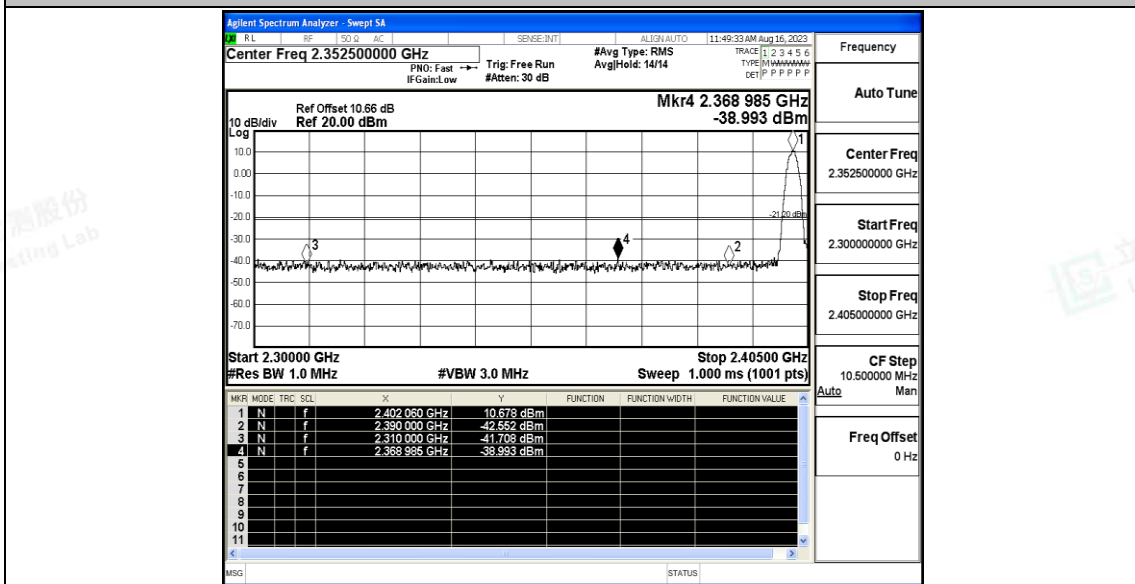 Agilent Spectrum Analyzer - Swept SA
RL RF 50 Ω AC SENSE:INT ALIGN AUTO 11:49:33 AM Aug 16, 2023
Center Freq 2.352500000 GHz
PNO: Fast
IFGain:Low
Trig: Free Run
#Atten: 30 dB
#Avg Type: RMS
Avg|Hold: 14/14
TRACE 1 2 3 4 5 6
TYPE M WWWWW
DET P P P P P P
Ref Offset 10.66 dB
10 dB/div Ref 20.00 dBm
Log
Mkr4 2.368 985 GHz
-38.993 dBm
10.0
0.00
-10.0
-20.0
-30.0
-40.0
-50.0
-60.0
-70.0
1
-21.20 dBm
3
4
2
Start 2.30000 GHz Stop 2.40500 GHz
#Res BW 1.0 MHz #VBW 3.0 MHz Sweep 1.000 ms (1001 pts)
MKR MODE TRC SCL X Y FUNCTION FUNCTION WIDTH FUNCTION VALUE
1 N f 2.402 060 GHz 10.678 dBm
2 N f 2.390 000 GHz -42.552 dBm
3 N f 2.310 000 GHz -41.708 dBm
4 N f 2.368 985 GHz -38.993 dBm
5
6
7
8
9
10
11
MSG STATUS
Frequency
Auto Tune
Center Freq
2.352500000 GHz
Start Freq
2.300000000 GHz
Stop Freq
2.405000000 GHz
CF Step
10.500000 MHz
Auto Man
Freq Offset
0 Hz
股份
Lab